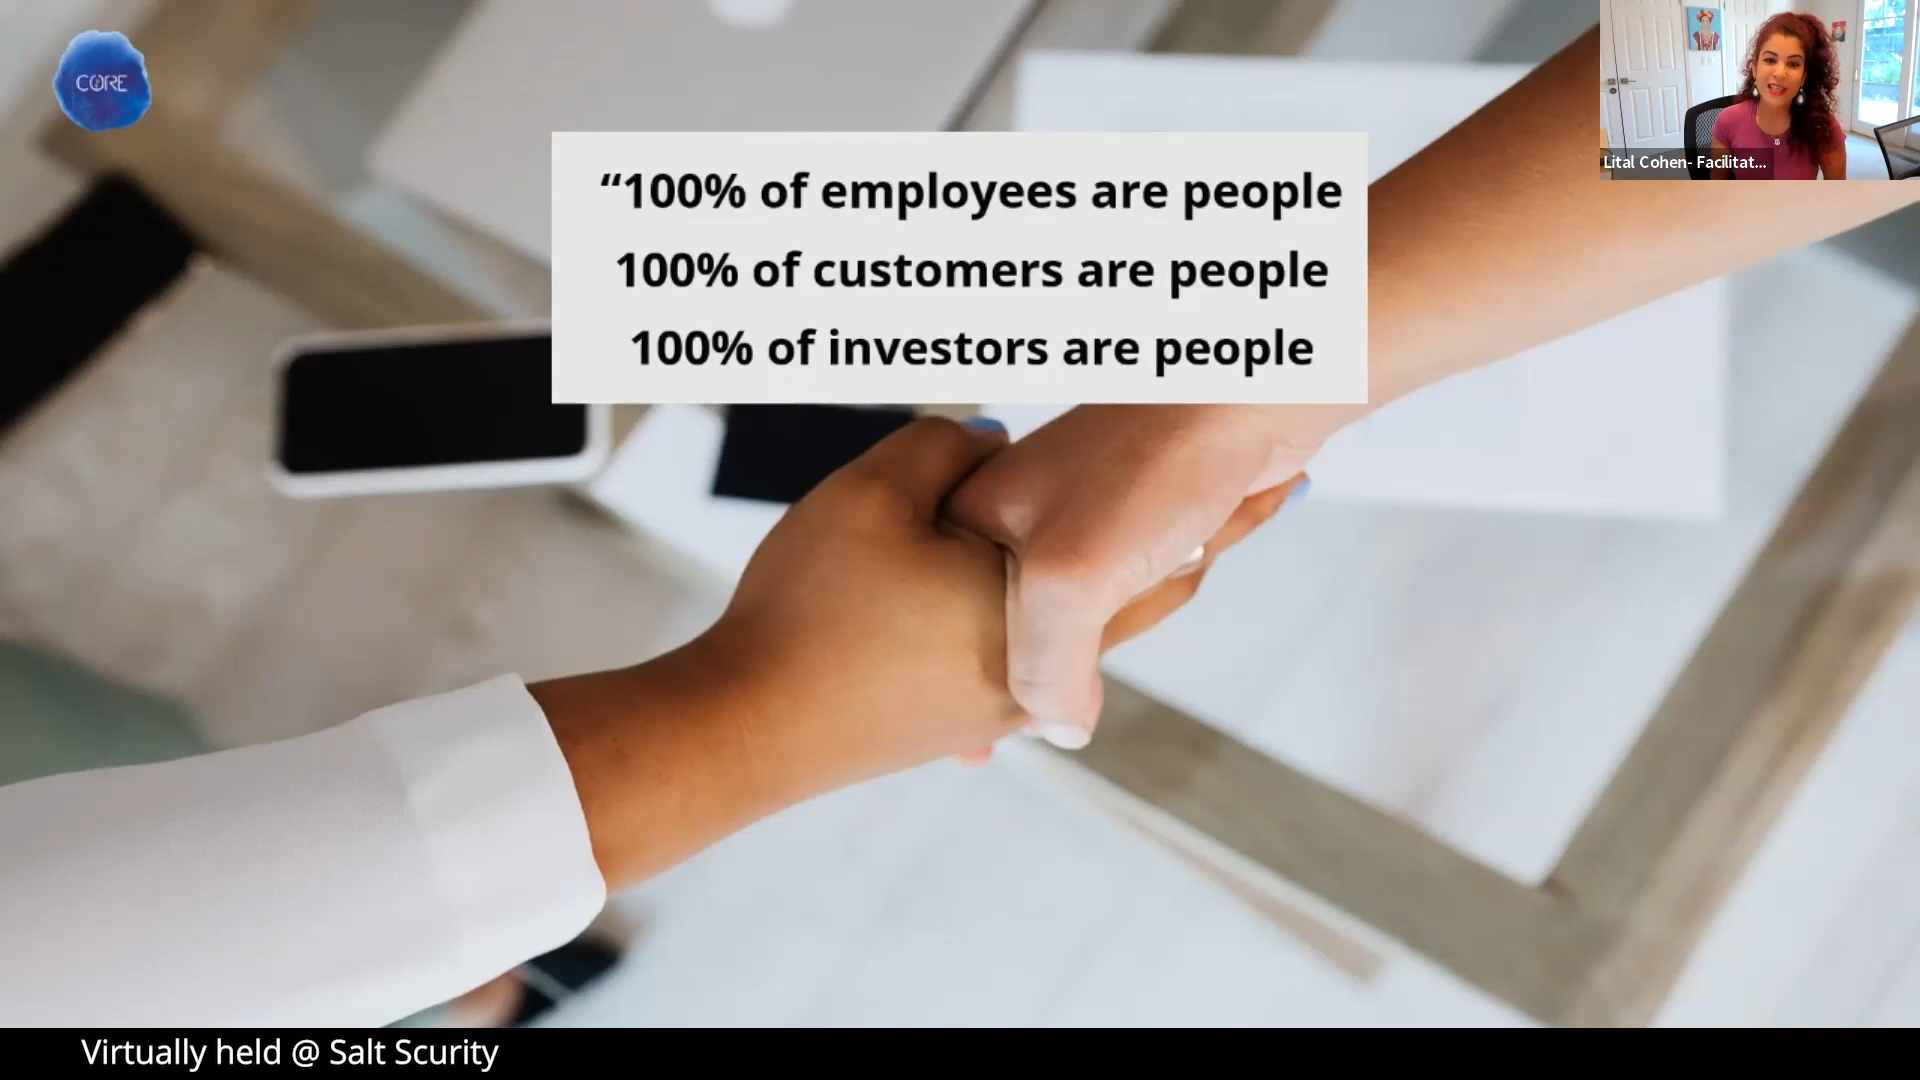 CORE
Lital Cohen- Facilitat...
“100% of employees are people
100% of customers are people
100% of investors are people
Virtually held @ Salt Scurity